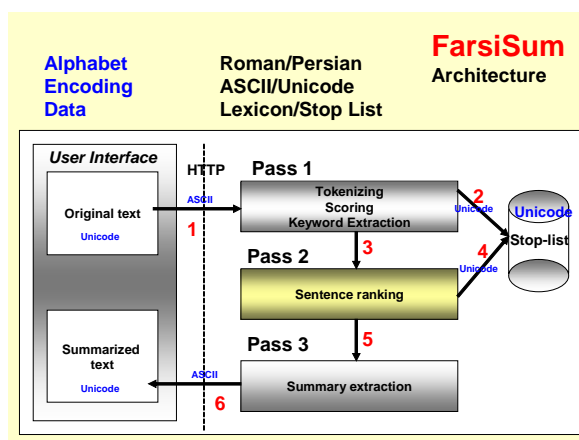 FarsiSum
Architecture
Alphabet Roman/Persian
Encoding ASCII/Unicode
Data Lexicon/Stop List
User Interface
HTTP
Pass 1
Original text
Unicode
ASCII
1
Tokenizing
Scoring
Keyword Extraction
2
Unicode
Unicode
Stop-list
3
4
Unicode
Pass 2
Sentence ranking
5
Pass 3
Summary extraction
ASCII
6
Summarized
text
Unicode